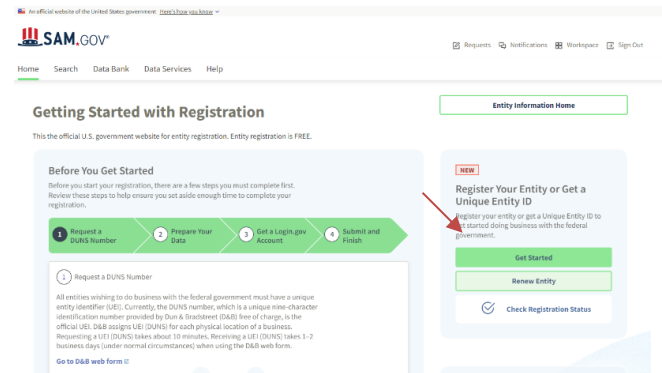 An official website of the United States government Here's how you know
SAM.GOV®
Requests Notifications Workspace Sign Out
Home Search Data Bank Data Services Help
Getting Started with Registration
Entity Information Home
This the official U.S. government website for entity registration. Entity registration is FREE.
Before You Get Started
Before you start your registration, there are a few steps you must complete first.
Review these steps to help ensure you set aside enough time to complete your
registration.
1 Request a
DUNS Number
2 Prepare Your
Data
3 Get a Login.gov
Account
4 Submit and
Finish
1 Request a DUNS Number
All entities wishing to do business with the federal government must have a unique
entity identifier (UEI). Currently, the DUNS number, which is a unique nine-character
identification number provided by Dun & Bradstreet (D&B) free of charge, is the
official UEI. D&B assigns UEI (DUNS) for each physical location of a business.
Requesting a UEI (DUNS) takes about 10 minutes. Receiving a UEI (DUNS) takes 1-2
business days (under normal circumstances) when using the D&B web form.
Go to D&B web form
NEW
Register Your Entity or Get a
Unique Entity ID
Register your entity or get a Unique Entity ID to
get started doing business with the federal
government.
Get Started
Renew Entity
Check Registration Status